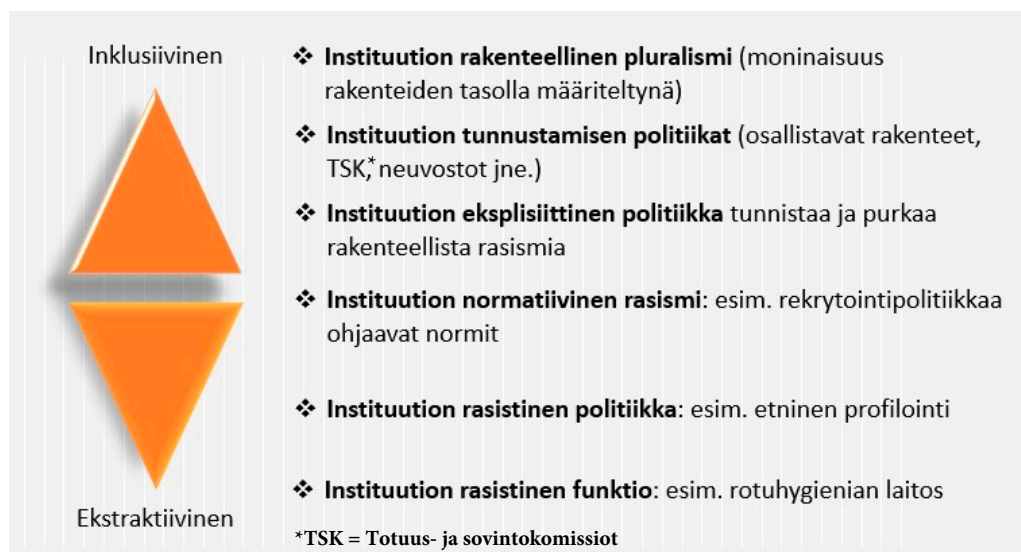 Inklusiivinen
❖ Instituution rakenteellinen pluralismi (moninaisuus
rakenteiden tasolla määriteltynä)
❖ Instituution tunnustamisen politiikat (osallistavat rakenteet,
TSK,* neuvostot jne.)
❖ Instituution eksplisiittinen politiikka tunnistaa ja purkaa
rakenteellista rasismia
❖ Instituution normatiivinen rasismi: esim. rekrytointipolitiikkaa
ohjaavat normit
❖ Instituution rasistinen politiikka: esim. etninen profilointi
❖ Instituution rasistinen funktio: esim. rotuhygienian laitos
Ekstraktiivinen
*TSK = Totuus- ja sovintokomissiot